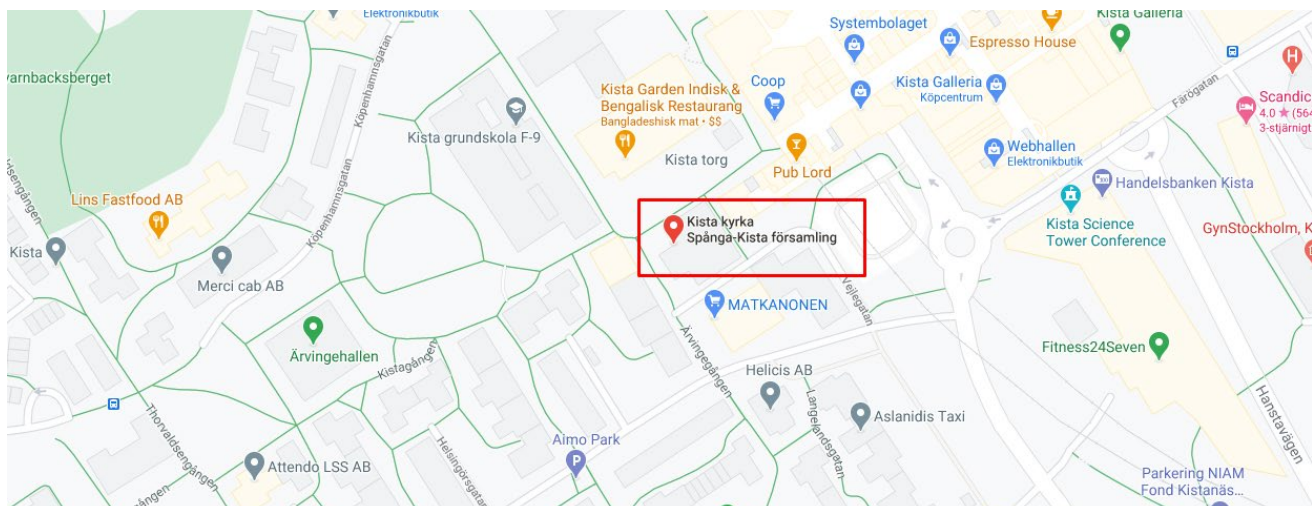 Elektronikbutik
Systembolaget
Kista Galleria
Espresso House
varnbacksberget
Köpenhamnsgatan
Coop
Kista Galleria
Köpcentrum
Färögatan
Kista Garden Indisk &
Bengalisk Restaurang
Bangladeshisk mat • $$
Scandic
4.0 ★ (564
3-stjärnigt
Kista grundskola F-9
Kista torg
Webhallen
Elektronikbutik
Pub Lord
Handelsbanken Kista
Lins Fastfood AB
Köpenhamnsgatan
Kista kyrka
Spånga-Kista församling
Kista Science
Tower Conference
GynStockholm, K
Kista
Merci cab AB
MATKANONEN
Vejlegatan
Ärvingehallen
Kistagången
Ärvingegången
Fitness24Seven
Helicis AB
Langelandsgatan
Aslanidis Taxi
Hanstavägen
Thorvaldsengången
Helsingörsgatan
Aimo Park
P
Attendo LSS AB
Parkering NIAM
Fond Kistanäs...